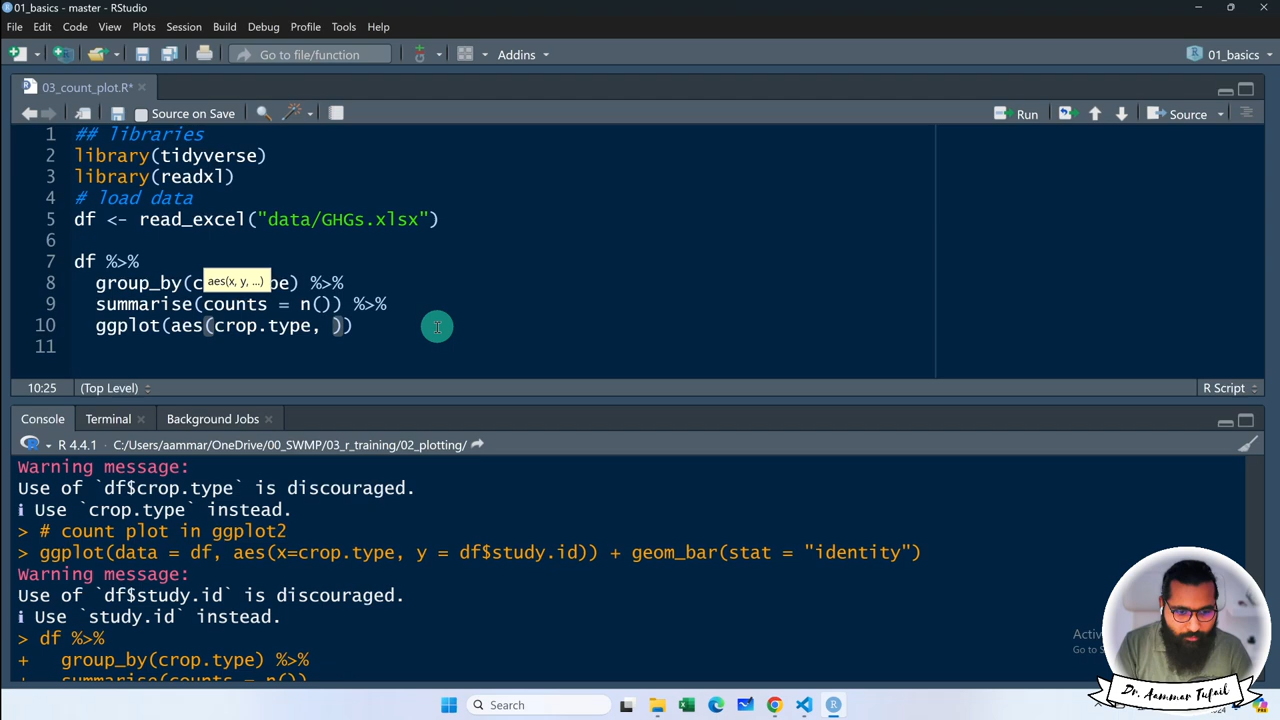 01_basics - master - RStudio
File Edit Code View Plots Session Build Debug Profile Tools Help
Go to file/function Addins 01_basics
03_count_plot.R*
Source on Save Run Source
1 ## libraries
2 library(tidyverse)
3 library(readxl)
4 # load data
5 df <- read_excel("data/GHGs.xlsx")
6
7 df %>%
aes(x, y, ...)
8 group_by(c pe) %>%
9 summarise(counts = n()) %>%
10 ggplot(aes(crop.type, ))
11
10:25 (Top Level) R Script
Console Terminal Background Jobs
R 4.4.1 · C:/Users/aammar/OneDrive/00_SWMP/03_r_training/02_plotting/
Warning message:
Use of `df$crop.type` is discouraged.
ℹ Use `crop.type` instead.
> # count plot in ggplot2
> ggplot(data = df, aes(x=crop.type, y = df$study.id)) + geom_bar(stat = "identity")
Warning message:
Use of `df$study.id` is discouraged.
ℹ Use `study.id` instead.
> df %>%
+ group_by(crop.type) %>%
+ summarise(counts = n())
Activ
Go to S
Dr. Aammar Tufail
Search